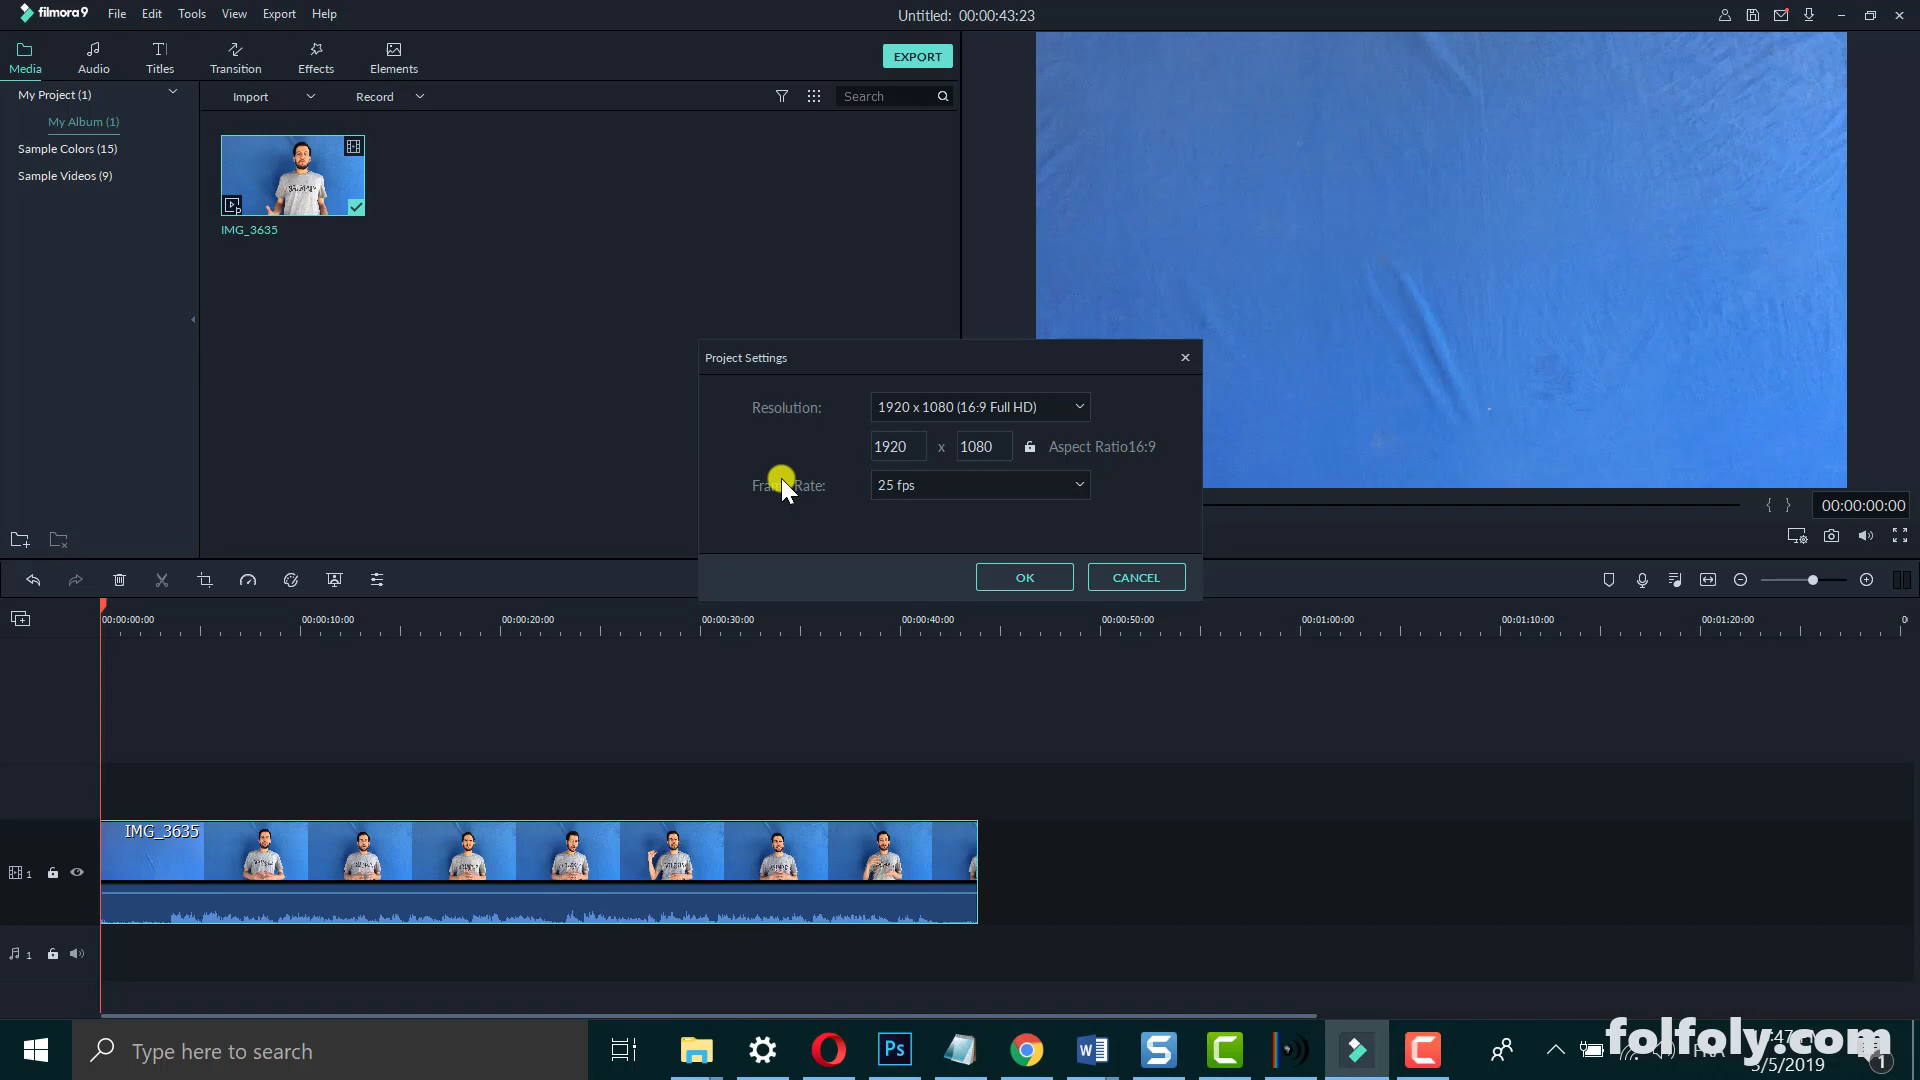 filmora9
File Edit Tools View Export Help
Untitled: 00:00:43:23
Media Audio Titles Transition Effects Elements
EXPORT
My Project (1)
Import Record Search
My Album (1)
Sample Colors (15)
Sample Videos (9)
IMG_3635
Project Settings
Resolution: 1920 x 1080 (16:9 Full HD)
1920 x 1080 Aspect Ratio16:9
Rate: 25 fps
OK CANCEL
{ } 00:00:00:00
00:00:00:00 00:00:10:00 00:00:20:00 00:00:30:00 00:00:40:00 00:00:50:00 00:01:00:00 00:01:10:00 00:01:20:00
IMG_3635
1
1
Type here to search
Ps
folfoly.com
3/5/2019
1